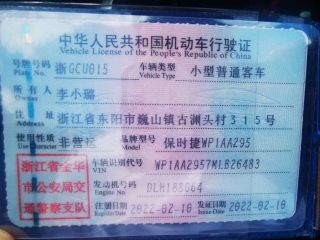 中华人民共和国机动车行驶证
Vehicle License of the People's Republic of China
号牌号码 浙GCU815 车辆类型 小型普通客车
Plate No. Vehicle Type
所有人 李小璐
Owner
住址 浙江省东阳市巍山镇古渊头村315号
Address
使用性质 非营运 品牌型号 保时捷WP1AA295
Use Character Model
浙江省金华
市公安局交
通警察支队
车辆识别代号 WP1AA2957MLB26483
VIN
发动机号码 DLH188064
Engine No.
注册日期 2022-02-10 发证日期 2022-02-10
Register Date Issue Date